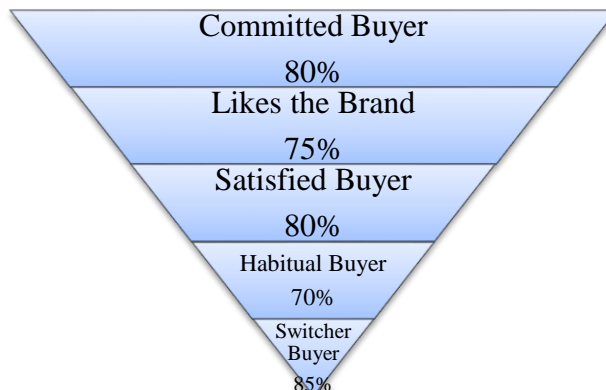 Committed Buyer
80%
Likes the Brand
75%
Satisfied Buyer
80%
Habitual Buyer
70%
Switcher
Buyer
85%